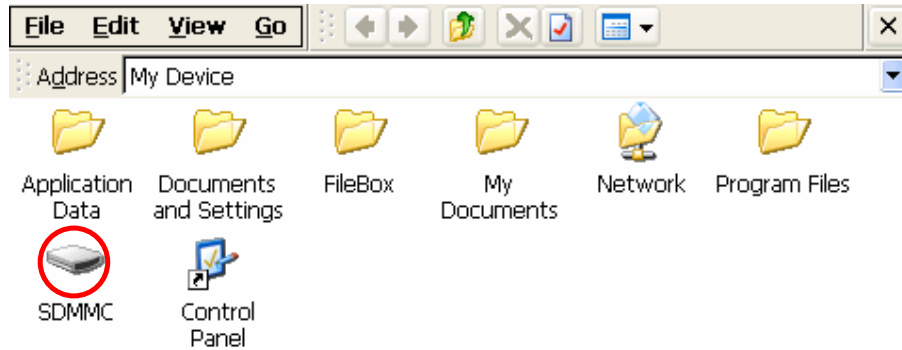 File Edit View Go
Address My Device
Application Data
Documents and Settings
FileBox
My Documents
Network
Program Files
SDMMC
Control Panel